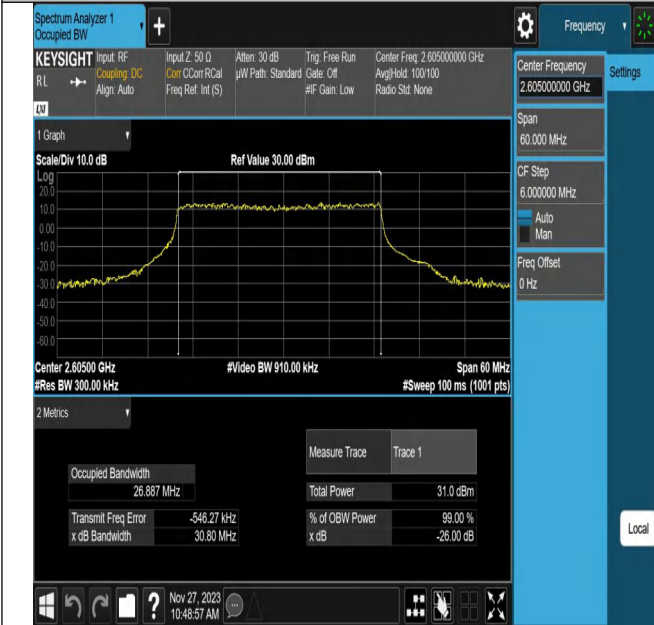 Spectrum Analyzer 1
Occupied BW
+
Frequency
KEYSIGHT
RL
LXI
Input: RF
Coupling: DC
Align: Auto
Input Z: 50 Ω
Corr CCorr RCal
Freq Ref: Int (S)
Atten: 30 dB
µW Path: Standard
Trig: Free Run
Gate: Off
#IF Gain: Low
Center Freq: 2.605000000 GHz
Avg|Hold: 100/100
Radio Std: None
Center Frequency
2.605000000 GHz
Settings
Span
60.000 MHz
CF Step
6.000000 MHz
Auto
Man
Freq Offset
0 Hz
Local
1 Graph
Scale/Div 10.0 dB
Ref Value 30.00 dBm
Log
20.0
10.0
0.00
-10.0
-20.0
-30.0
-40.0
-50.0
-60.0
Center 2.60500 GHz
#Video BW 910.00 kHz
Span 60 MHz
#Res BW 300.00 kHz
#Sweep 100 ms (1001 pts)
2 Metrics
Measure Trace
Trace 1
Occupied Bandwidth
26.887 MHz
Total Power
31.0 dBm
Transmit Freq Error
-546.27 kHz
% of OBW Power
99.00 %
x dB Bandwidth
30.80 MHz
x dB
-26.00 dB
?
Nov 27, 2023
10:48:57 AM